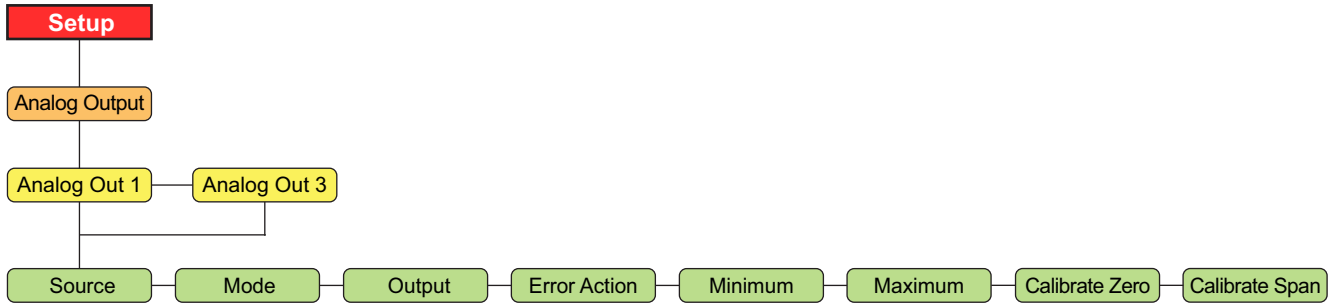 Setup
Analog Output
Analog Out 1
Analog Out 3
Source
Mode
Output
Error Action
Minimum
Maximum
Calibrate Zero
Calibrate Span